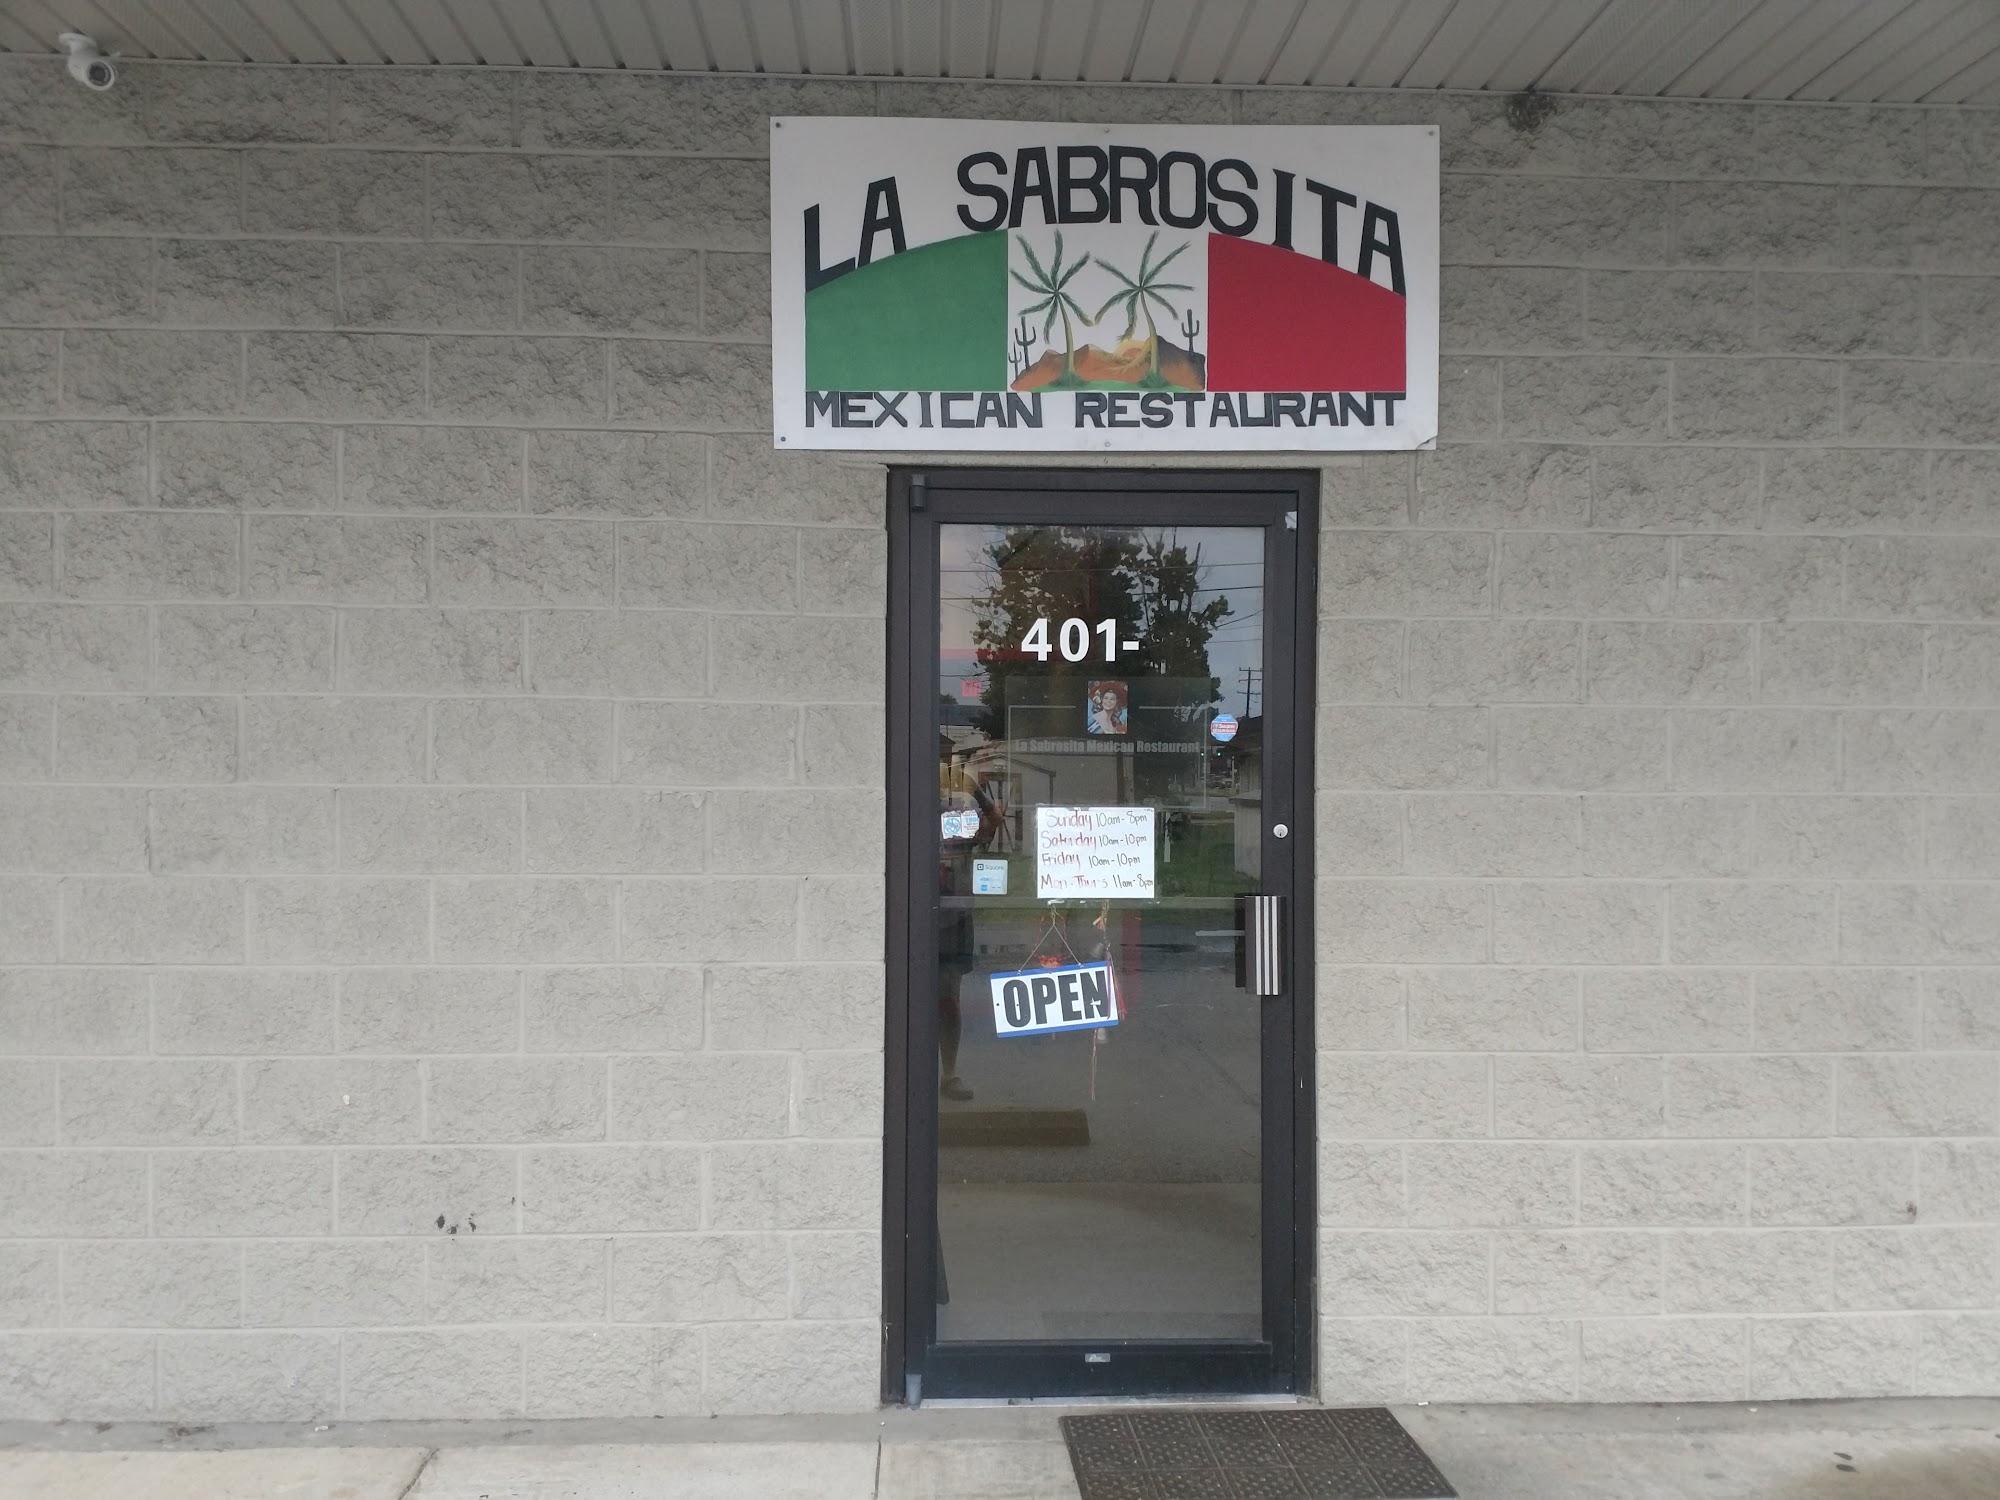 LA SABROSITA
MEXICAN RESTAURANT
401-
La Sabrosita Mexican Restaurant
Sunday 10am-8pm
Saturday 10am-10pm
Friday 10am-10pm
Mon-Thurs 11am-8pm
Square
OPEN